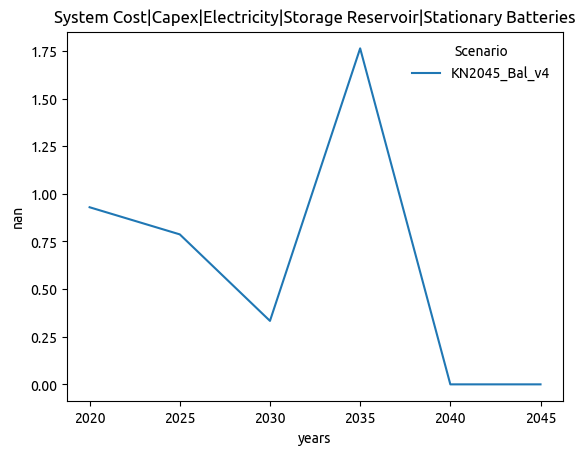 System Cost|Capex|Electricity|Storage Reservoir|Stationary Batteries
Scenario
KN2045_Bal_v4
1.75
1.50
1.25
1.00
0.75
0.50
0.25
0.00
nan
2020 2025 2030 2035 2040 2045
years